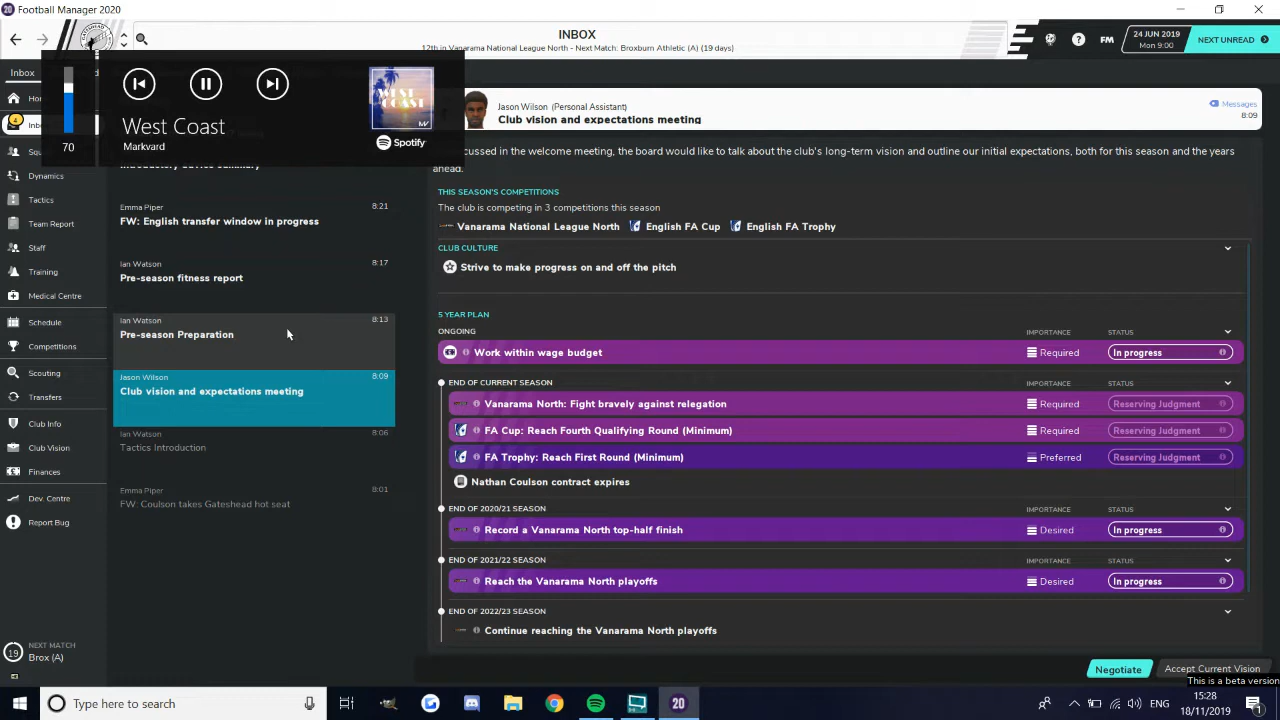 20 Football Manager 2020
INBOX
12th in Vanarama National League North - Next Match: Broxburn Athletic (A) (19 days)
24 JUN 2019
Mon 9:00
NEXT UNREAD
FM
Inbox
70
West Coast
Markvard
WEST
COAST
Spotify
4
Dynamics
Tactics
Team Report
Staff
Training
Medical Centre
Schedule
Competitions
Scouting
Transfers
Club Info
Club Vision
Finances
Dev. Centre
Report Bug
NEXT MATCH
19 Brox (A)
Emma Piper 8:21
FW: English transfer window in progress
Ian Watson 8:17
Pre-season fitness report
Ian Watson 8:13
Pre-season Preparation
Jason Wilson 8:09
Club vision and expectations meeting
Ian Watson 8:06
Tactics Introduction
Emma Piper 8:01
FW: Coulson takes Gateshead hot seat
Jason Wilson (Personal Assistant) Messages
Club vision and expectations meeting 8:09
cussed in the welcome meeting, the board would like to talk about the club's long-term vision and outline our initial expectations, both for this season and the years
ahead.
THIS SEASON'S COMPETITIONS
The club is competing in 3 competitions this season
Vanarama National League North English FA Cup English FA Trophy
CLUB CULTURE
Strive to make progress on and off the pitch
5 YEAR PLAN
ONGOING IMPORTANCE STATUS
Work within wage budget Required In progress
END OF CURRENT SEASON IMPORTANCE STATUS
Vanarama North: Fight bravely against relegation Required Reserving Judgment
FA Cup: Reach Fourth Qualifying Round (Minimum) Required Reserving Judgment
FA Trophy: Reach First Round (Minimum) Preferred Reserving Judgment
Nathan Coulson contract expires
END OF 2020/21 SEASON IMPORTANCE STATUS
Record a Vanarama North top-half finish Desired In progress
END OF 2021/22 SEASON IMPORTANCE STATUS
Reach the Vanarama North playoffs Desired In progress
END OF 2022/23 SEASON
Continue reaching the Vanarama North playoffs
Negotiate Accept Current Vision
This is a beta version
Type here to search
20
ENG
15:28
18/11/2019
1